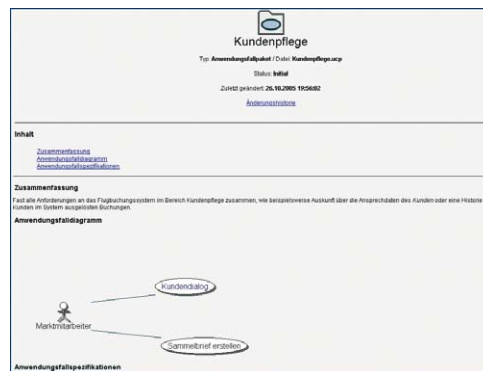 Kundenpflege
Typ: Anwendungsfallpaket / Datei: Kundenpflege.ucp
Status: Initial
Zuletzt geändert: 26.10.2005 19:56:02
Änderungshistorie
Inhalt
Zusammenfassung
Anwendungsfalldiagramm
Anwendungsfallspezifikationen
Zusammenfassung
Fast alle Anforderungen an das Flugbuchungssystem im Bereich Kundenpflege zusammen, wie beispielsweise Auskunft über die Ansprechdaten des Kunden oder eine Historie
Kunden im System ausgelösten Buchungen.
Anwendungsfalldiagramm
Kundendialog
Marktmitarbeiter
Sammelbrief erstellen
Anwendungsfallspezifikationen